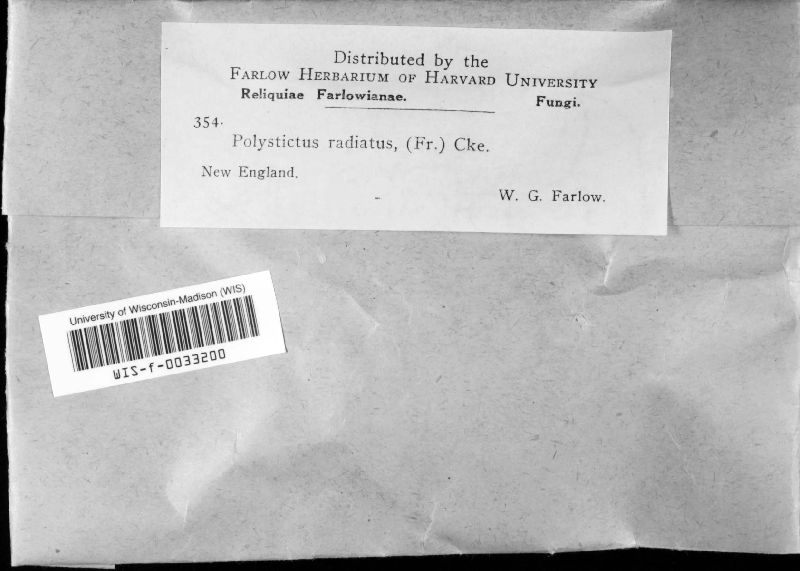 Distributed by the
FARLOW HERBARIUM OF HARVARD UNIVERSITY
Reliquiae Farlowianae. Fungi.
354.
Polystictus radiatus, (Fr.) Cke.
New England.
W. G. Farlow.
University of Wisconsin-Madison (WIS)
WIS-f-0033200